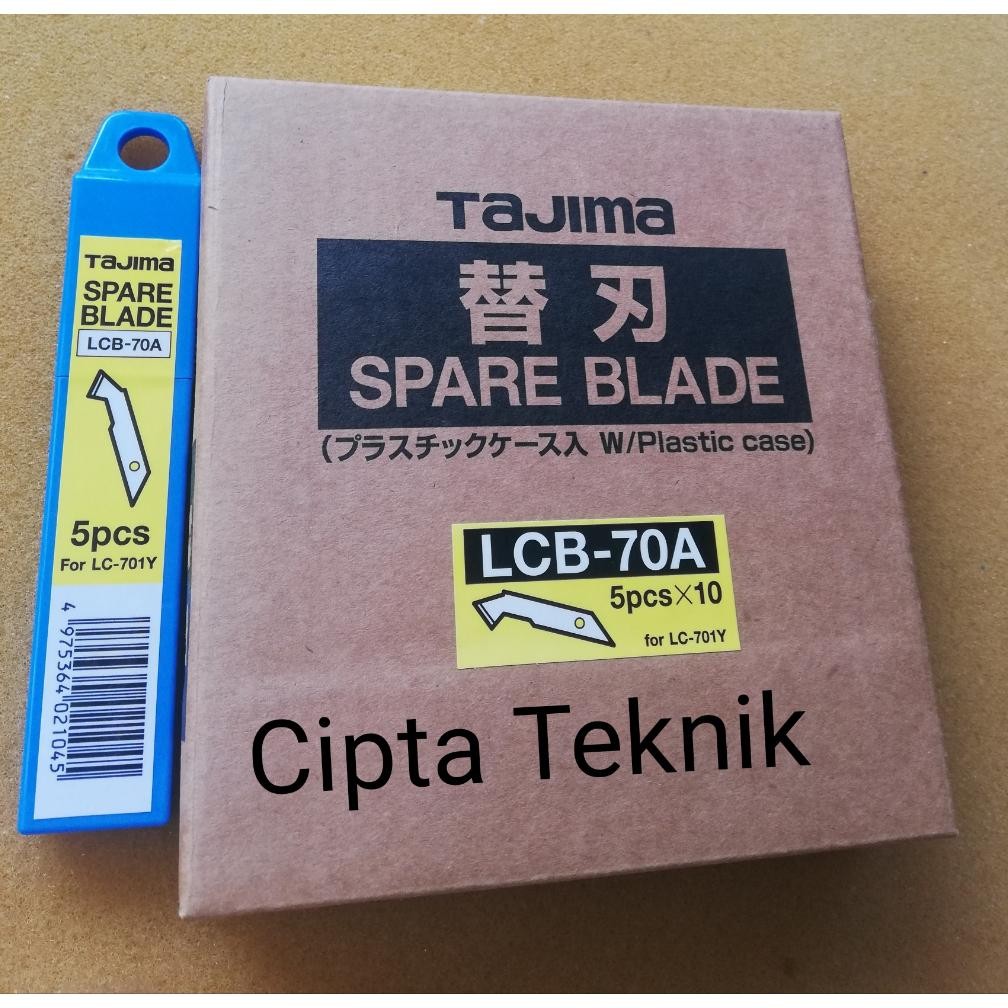 TaJIma
SPARE
BLADE
LCB-70A
5pcs
For LC-701Y
4 975364 021045
TaJIma
替刃
SPARE BLADE
(プラスチックケース入 W/Plastic case)
LCB-70A
5pcs×10
for LC-701Y
Cipta Teknik